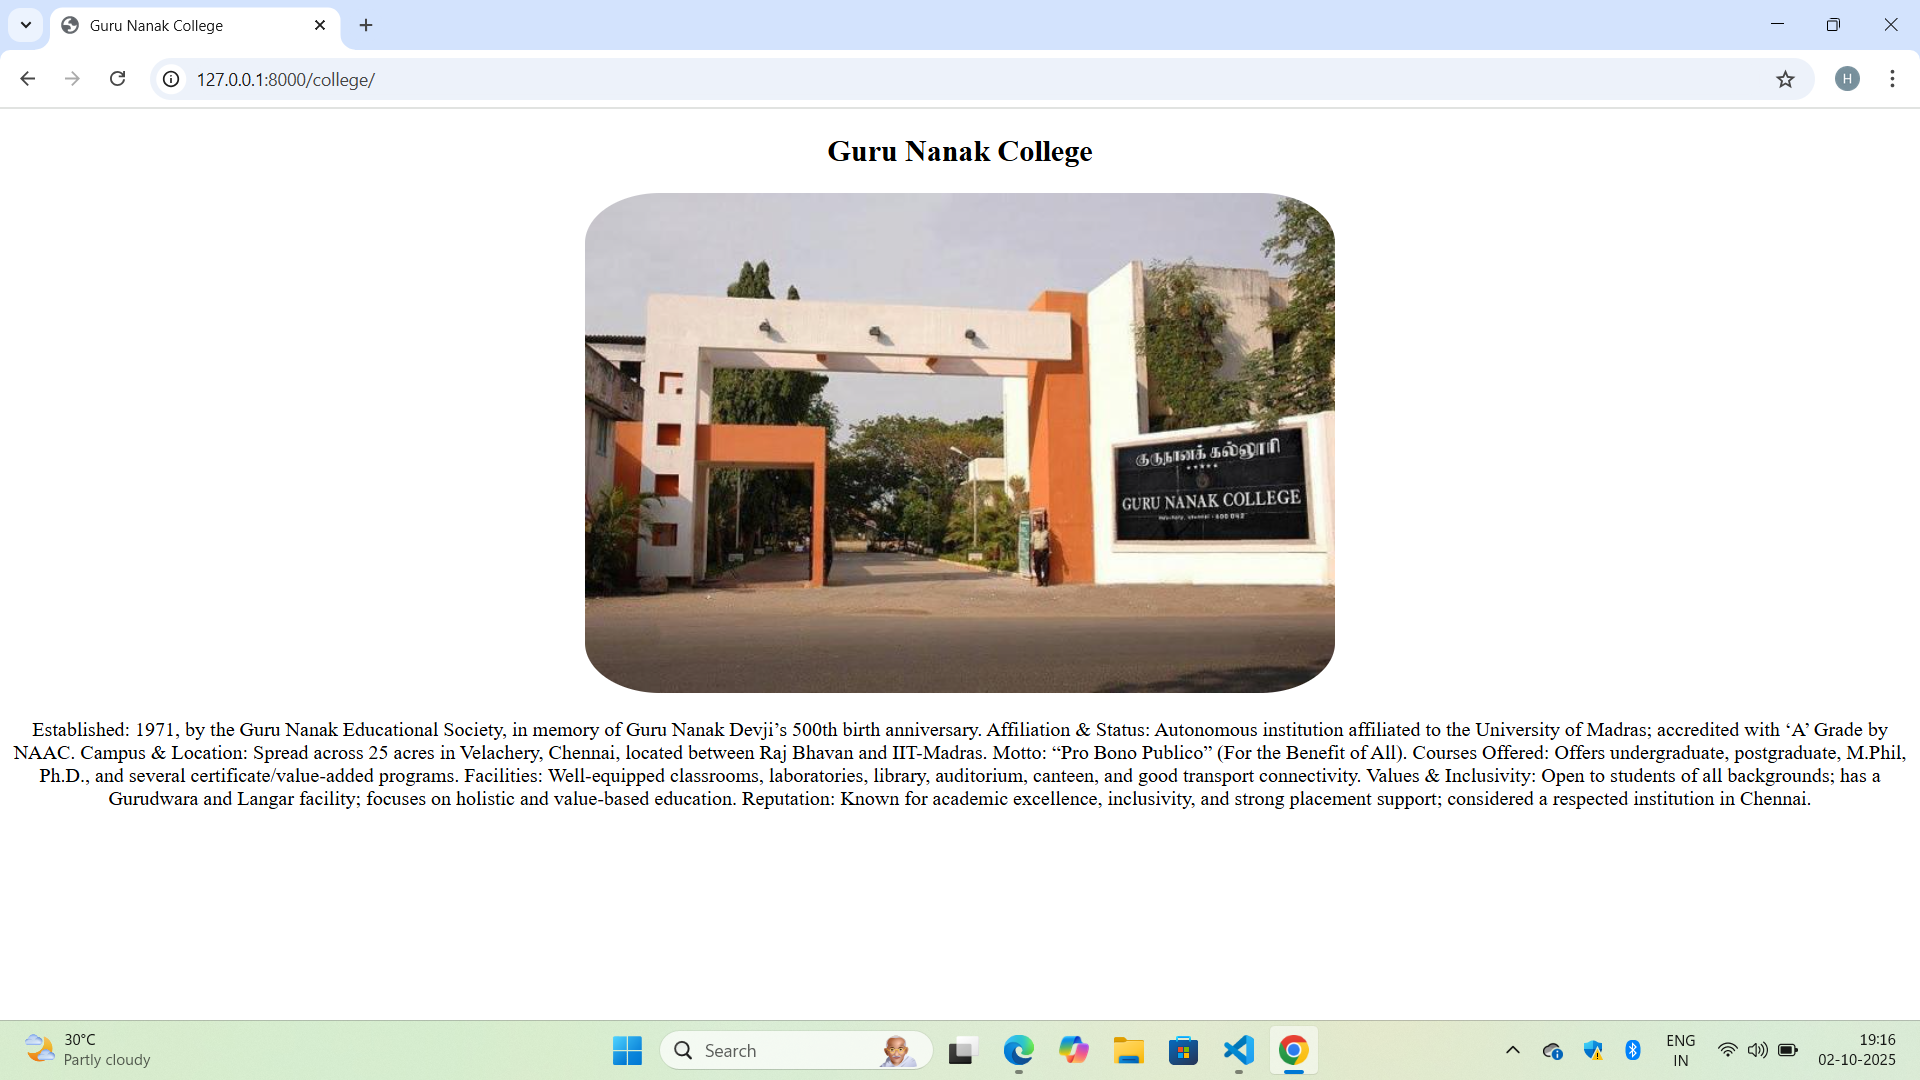 Guru Nanak College
127.0.0.1:8000/college/
H
Guru Nanak College
குருநானக் கல்லூரி
GURU NANAK COLLEGE
Velachery, Chennai - 600 042
Established: 1971, by the Guru Nanak Educational Society, in memory of Guru Nanak Devji’s 500th birth anniversary. Affiliation & Status: Autonomous institution affiliated to the University of Madras; accredited with ‘A’ Grade by
NAAC. Campus & Location: Spread across 25 acres in Velachery, Chennai, located between Raj Bhavan and IIT-Madras. Motto: “Pro Bono Publico” (For the Benefit of All). Courses Offered: Offers undergraduate, postgraduate, M.Phil,
Ph.D., and several certificate/value-added programs. Facilities: Well-equipped classrooms, laboratories, library, auditorium, canteen, and good transport connectivity. Values & Inclusivity: Open to students of all backgrounds; has a
Gurudwara and Langar facility; focuses on holistic and value-based education. Reputation: Known for academic excellence, inclusivity, and strong placement support; considered a respected institution in Chennai.
30°C
Partly cloudy
Search
ENG
IN
19:16
02-10-2025